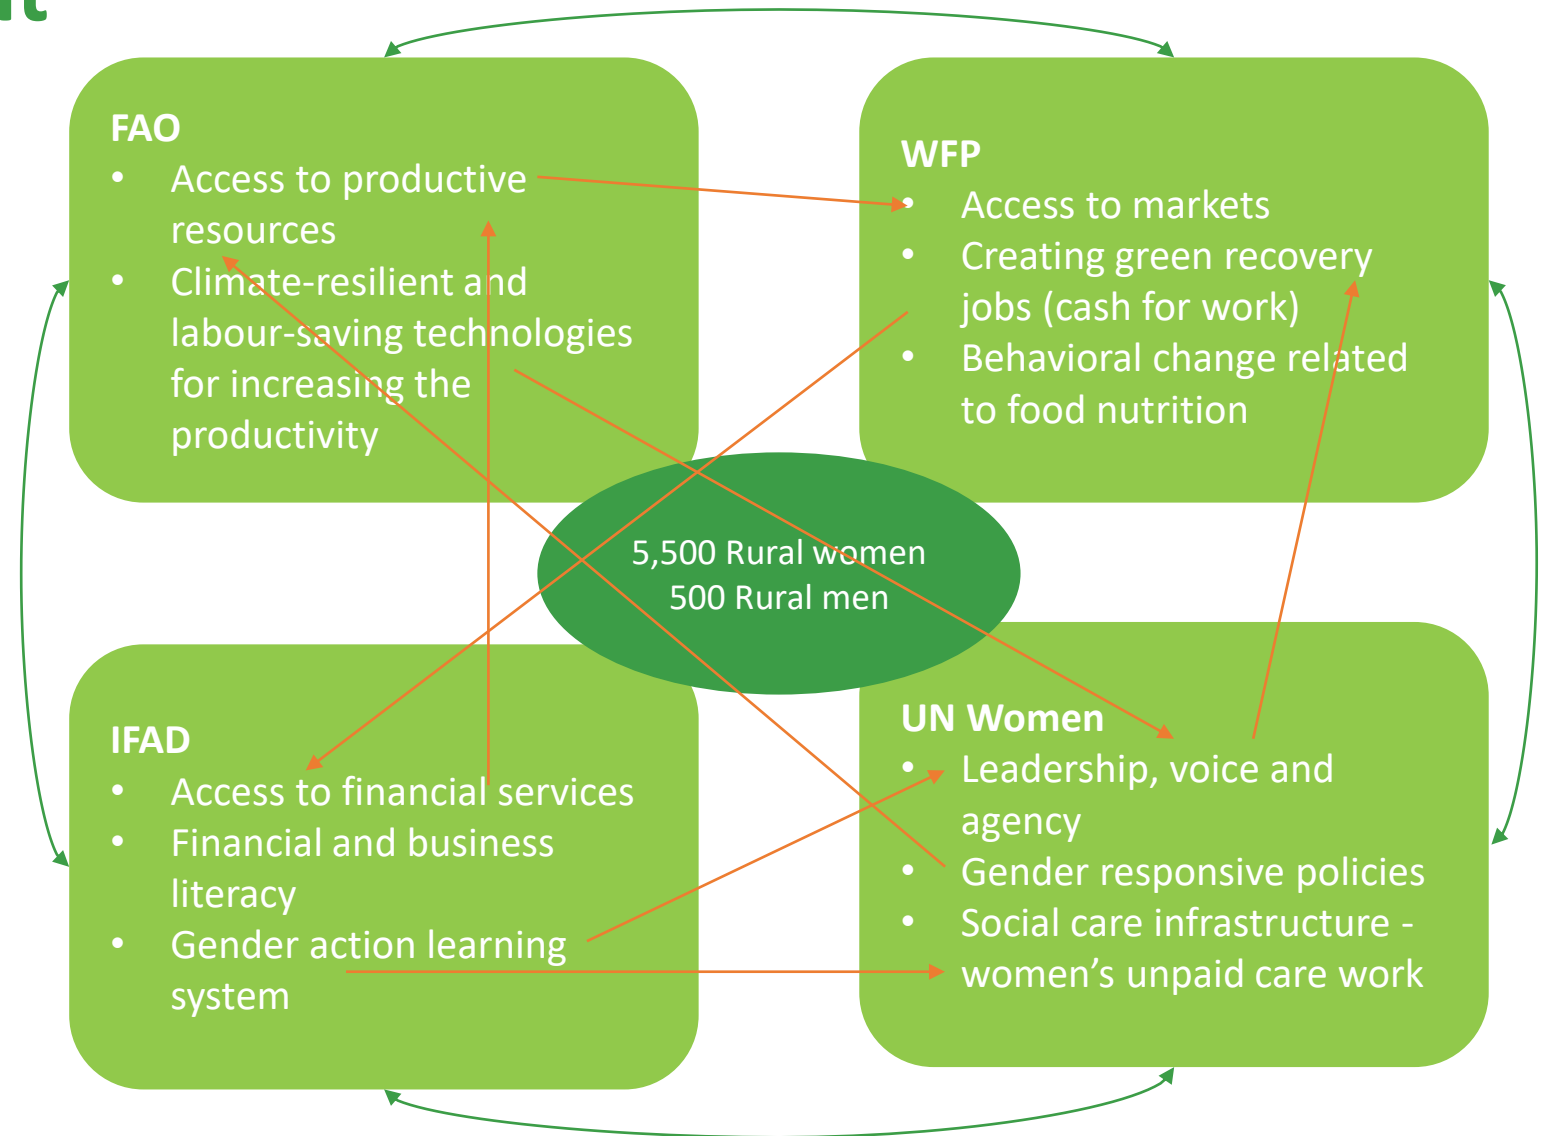 FAO
• Access to productive
resources
• Climate-resilient and
labour-saving technologies
for increasing the
productivity
WFP
• Access to markets
• Creating green recovery
jobs (cash for work)
• Behavioral change related
to food nutrition
5,500 Rural women
500 Rural men
IFAD
• Access to financial services
• Financial and business
literacy
• Gender action learning
system
UN Women
• Leadership, voice and
agency
• Gender responsive policies
• Social care infrastructure -
women’s unpaid care work